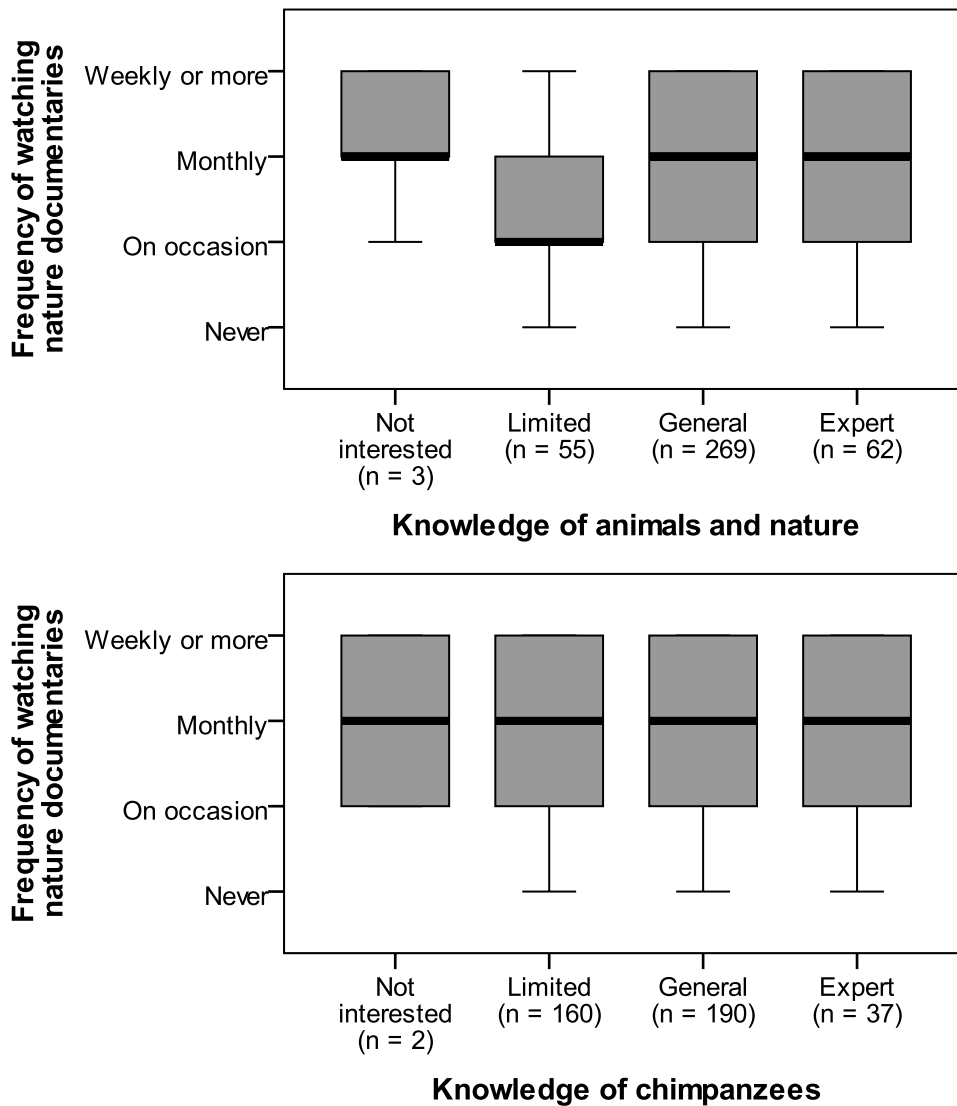 Frequency of watching
nature documentaries
Weekly or more
Monthly
On occasion
Never
Not
interested
(n = 3)
Limited
(n = 55)
General
(n = 269)
Expert
(n = 62)
Knowledge of animals and nature
Frequency of watching
nature documentaries
Weekly or more
Monthly
On occasion
Never
Not
interested
(n = 2)
Limited
(n = 160)
General
(n = 190)
Expert
(n = 37)
Knowledge of chimpanzees